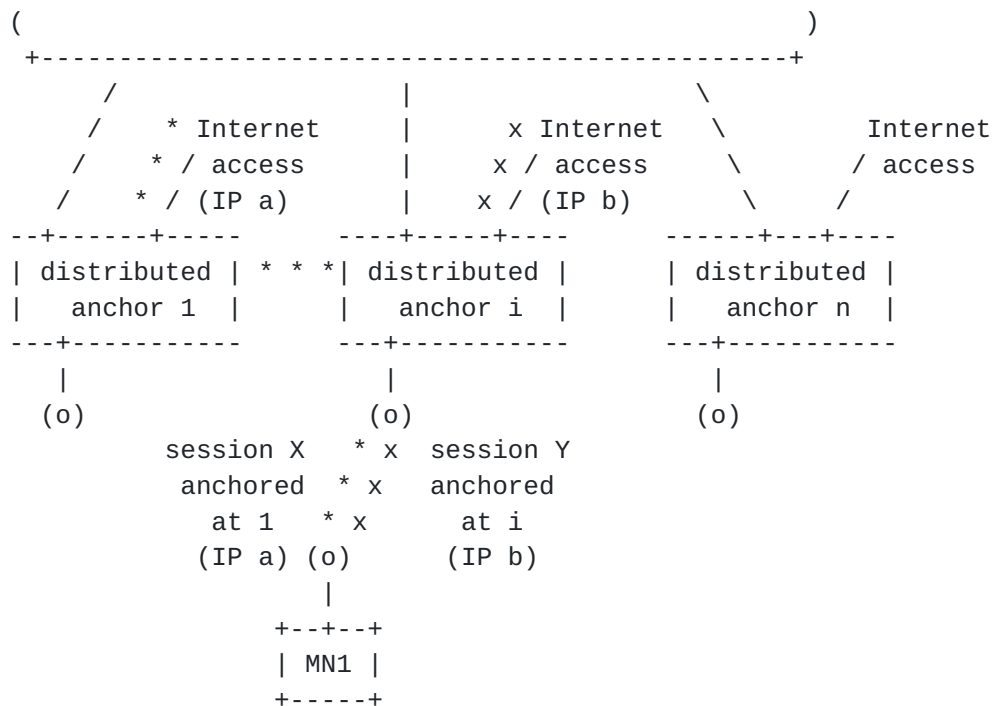 (                                                  )
 +------------------------------------------------+
      /                   |                  \
     /    * Internet      |      x Internet   \         Internet
    /    * / access       |     x / access     \       / access
   /    * / (IP a)        |    x / (IP b)       \     /
--+------+-----      ----+-----+----      ------+---+----
| distributed | * * *| distributed |      | distributed |
|   anchor 1  |      |   anchor i  |      |   anchor n  |
---+-----------      ---+-----------      ---+-----------
   |                    |                    |
  (o)                  (o)                  (o)
          session X   * x  session Y
           anchored  * x   anchored
             at 1   * x      at i
            (IP a) (o)      (IP b)
                    |
                 +--+--+
                 | MN1 |
                 +-----+